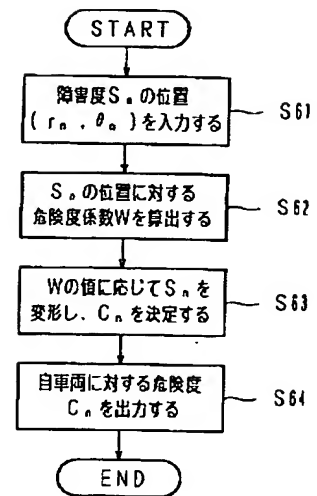 START
障害度Sₙの位置
(rₙ, θₙ)を入力する
S61
Sₙの位置に対する
危険度係数Wを算出する
S62
Wの値に応じてSₙを
変形し、Cₙを決定する
S63
自車両に対する危険度
Cₙを出力する
S64
END